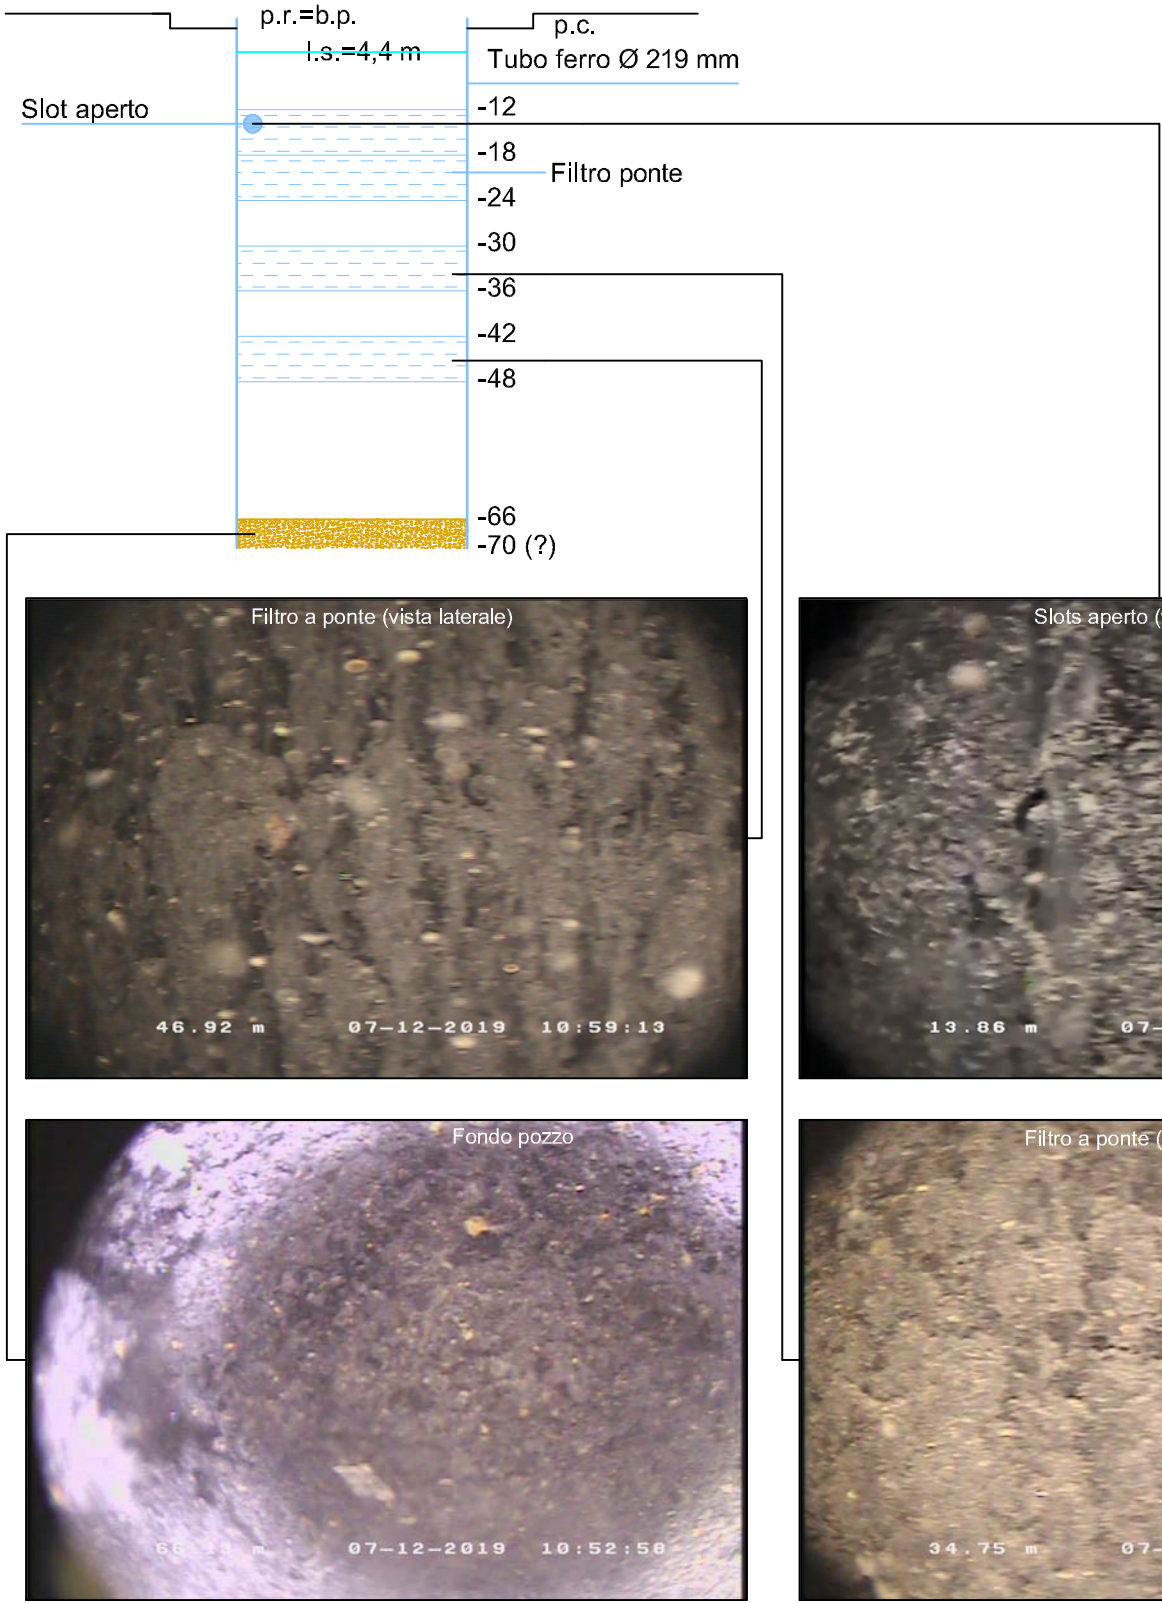 p.r.=b.p.
p.c.
l.s.=4,4 m
Tubo ferro Ø 219 mm
Slot aperto
-12
-18
Filtro ponte
-24
-30
-36
-42
-48
-66
-70 (?)
Filtro a ponte (vista laterale)
46.92 m 07-12-2019 10:59:13
Slots aperto (
13.86 m 07-
Fondo pozzo
m 07-12-2019 10:52:58
Filtro a ponte (
34.75 m 07-